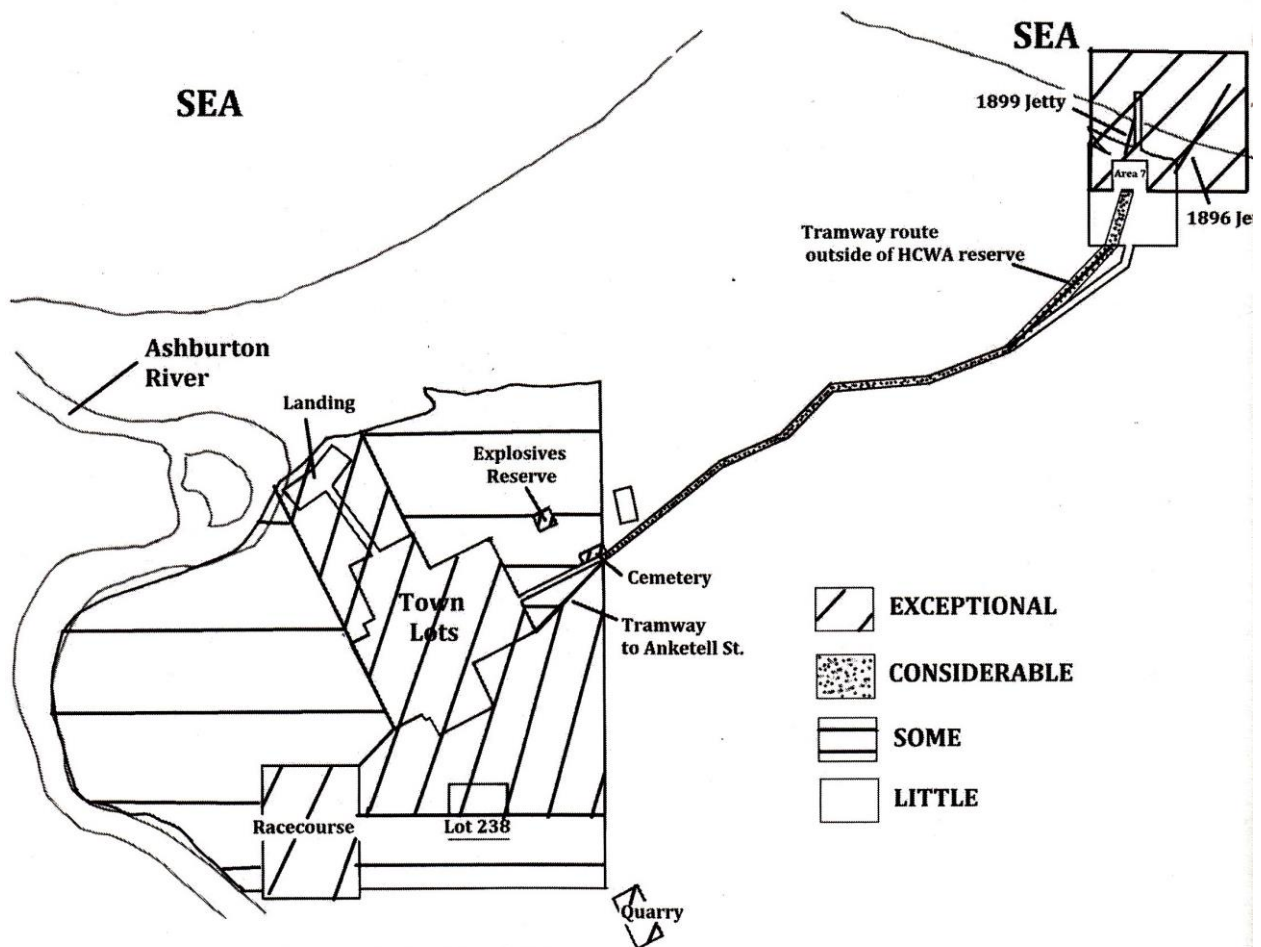 SEA
SEA
1899 Jetty
Area 7
1896 Je
Tramway route
outside of HCWA reserve
Ashburton
River
Landing
Explosives
Reserve
Cemetery
Town
Lots
Tramway
to Anketell St.
EXCEPTIONAL
CONSIDERABLE
SOME
LITTLE
Racecourse
Lot 238
Quarry